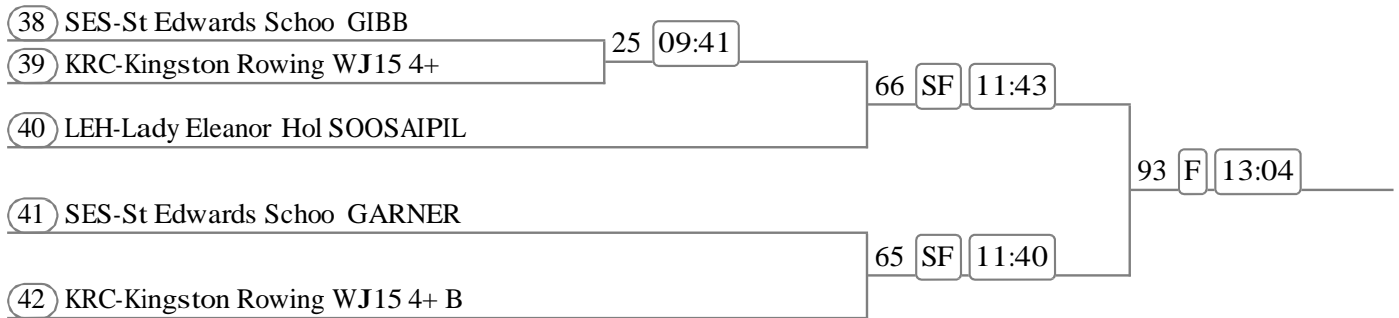 38 SES-St Edwards Schoo GIBB
25 09:41
39 KRC-Kingston Rowing WJ15 4+
66 SF 11:43
40 LEH-Lady Eleanor Hol SOOSAIPIL
93 F 13:04
41 SES-St Edwards Schoo GARNER
65 SF 11:40
42 KRC-Kingston Rowing WJ15 4+ B